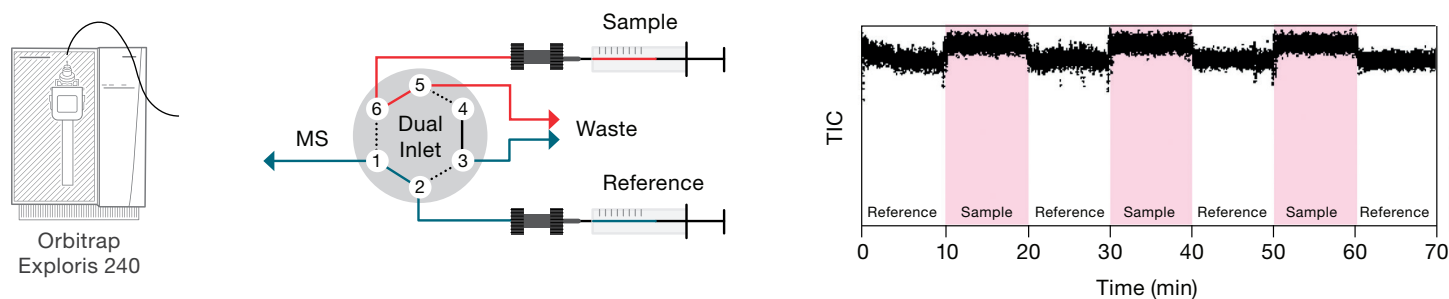 Orbitrap
Exploris 240
Sample
5
6
4
Dual
Inlet
MS
Waste
1
3
2
Reference
TIC
Reference
Sample
Reference
Sample
Reference
Sample
Reference
0
10
20
30
40
50
60
70
Time (min)